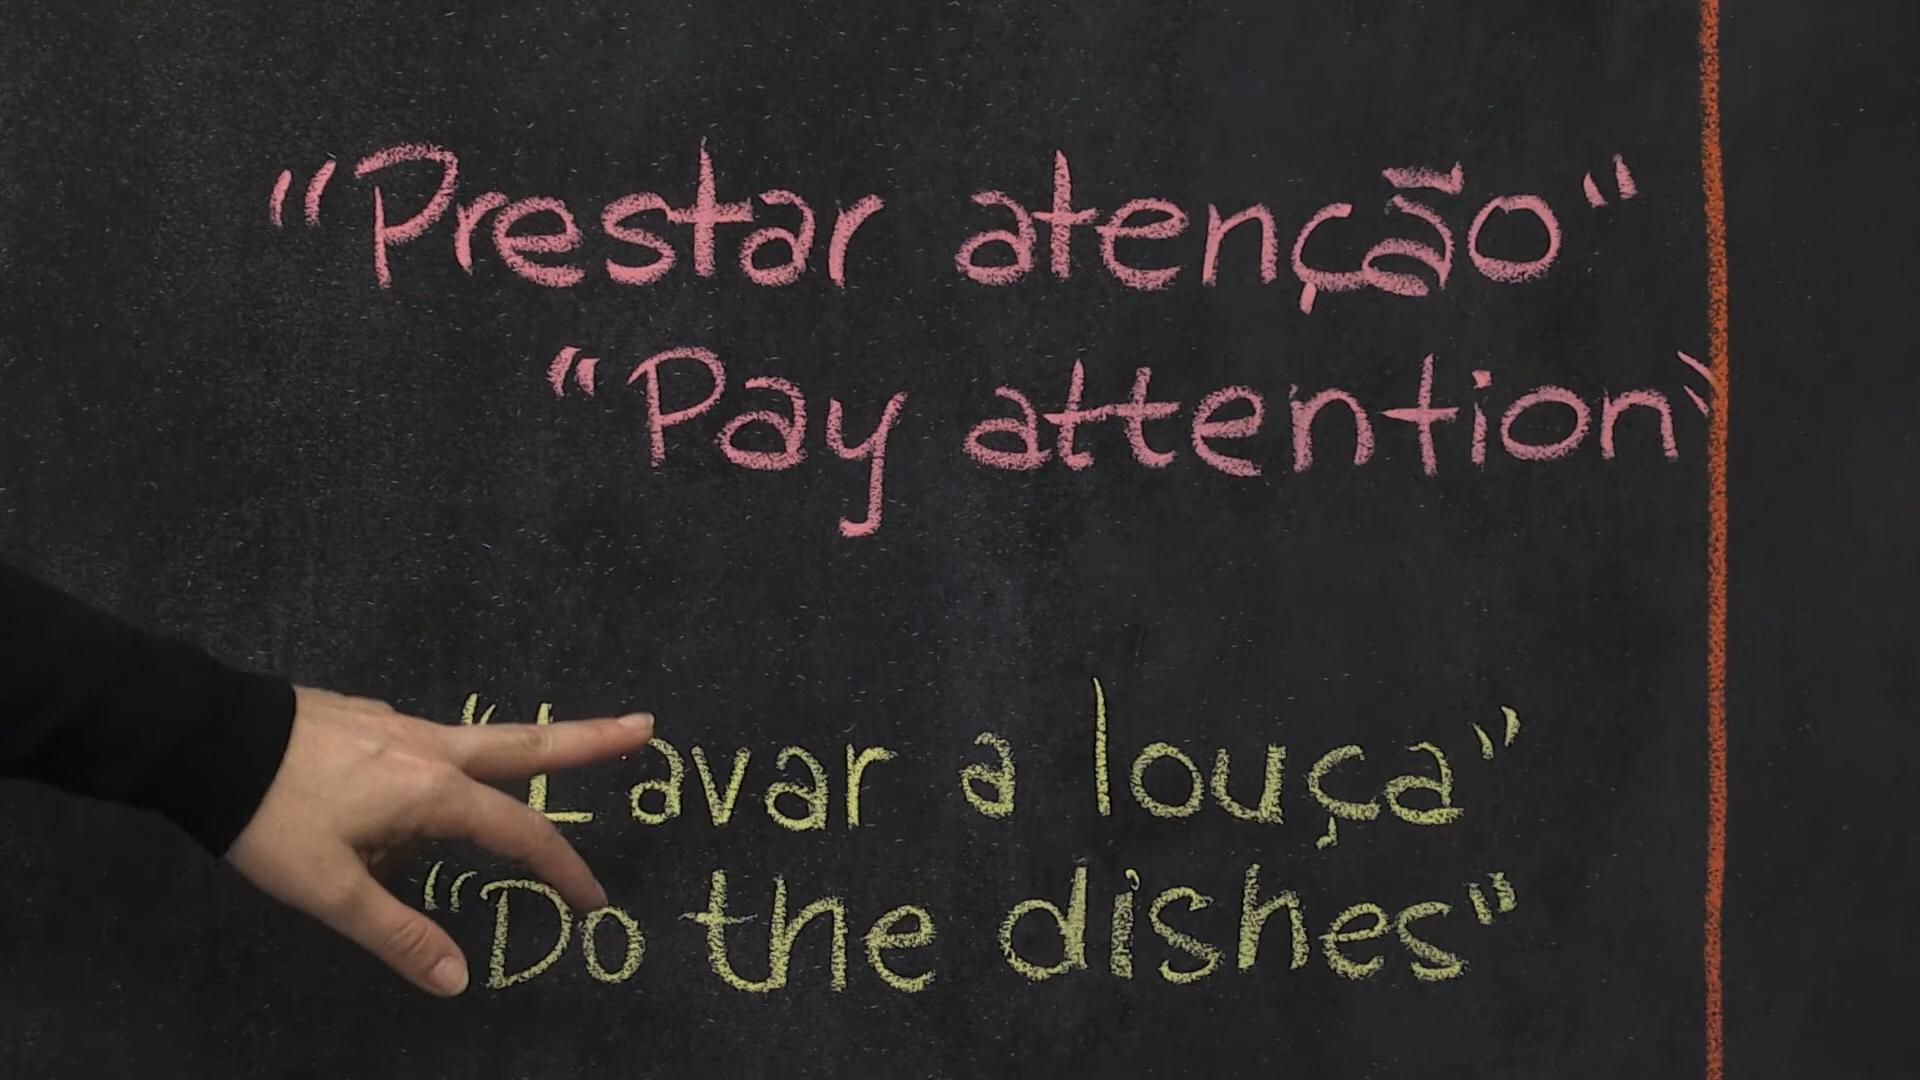 "Prestar atenção"
"Pay attention"
"Lavar a louça"
"Do the dishes"